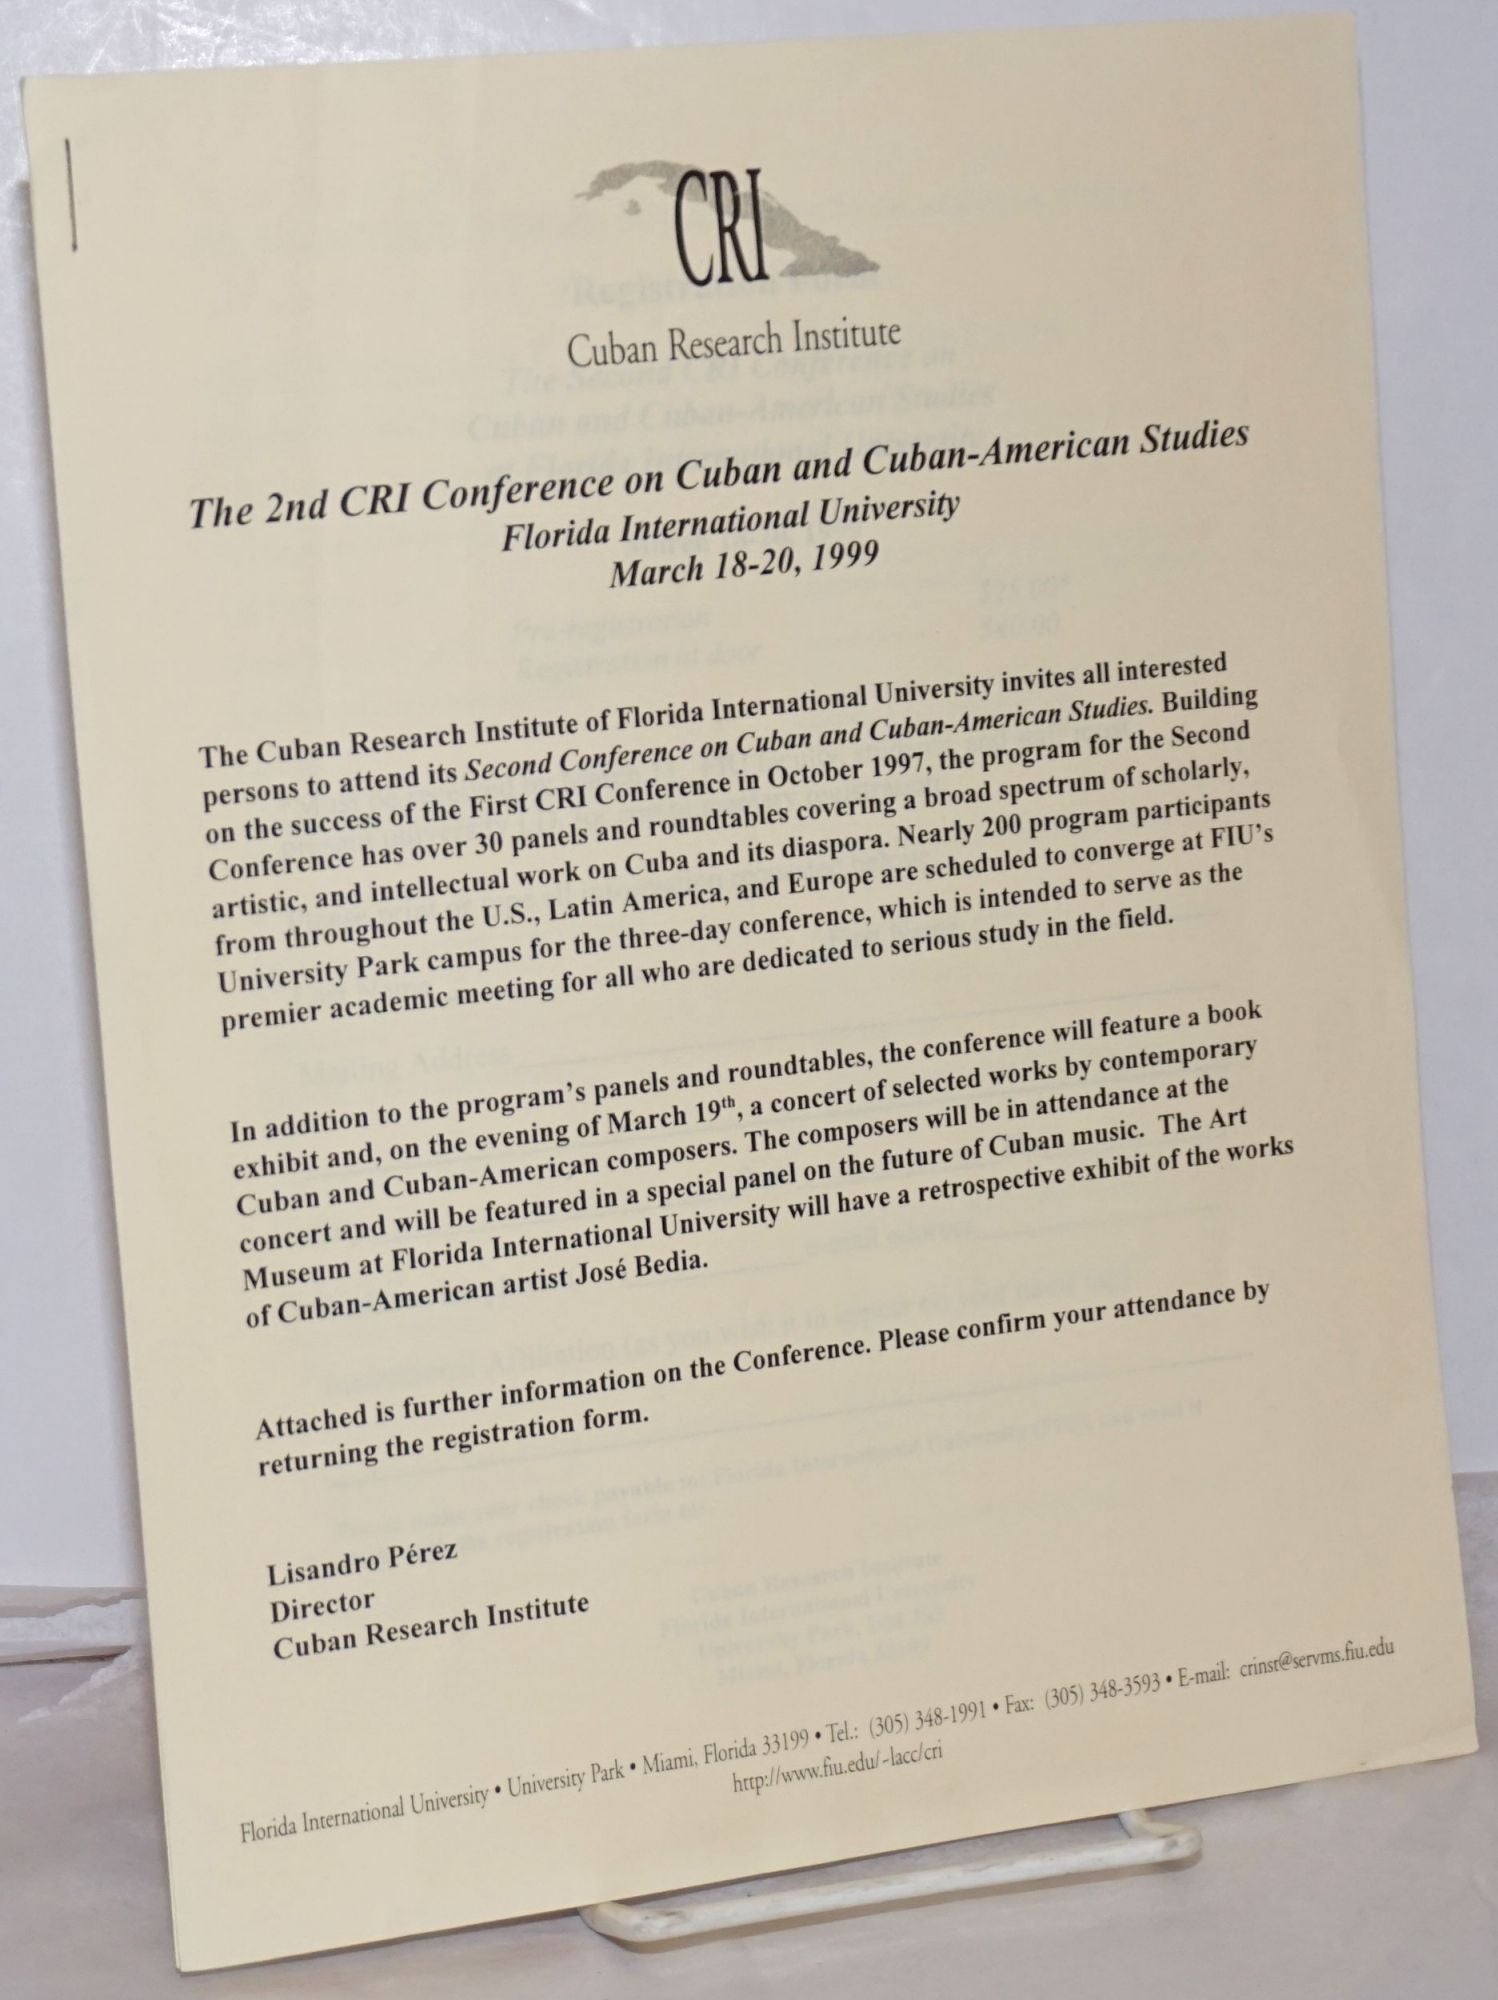 CRI
Cuban Research Institute
The 2nd CRI Conference on Cuban and Cuban-American Studies
Florida International University
March 18-20, 1999
The Cuban Research Institute of Florida International University invites all interested
persons to attend its Second Conference on Cuban and Cuban-American Studies. Building
on the success of the First CRI Conference in October 1997, the program for the Second
Conference has over 30 panels and roundtables covering a broad spectrum of scholarly,
artistic, and intellectual work on Cuba and its diaspora. Nearly 200 program participants
from throughout the U.S., Latin America, and Europe are scheduled to converge at FIU's
University Park campus for the three-day conference, which is intended to serve as the
premier academic meeting for all who are dedicated to serious study in the field.
In addition to the program's panels and roundtables, the conference will feature a book
exhibit and, on the evening of March 19th, a concert of selected works by contemporary
Cuban and Cuban-American composers. The composers will be in attendance at the
concert and will be featured in a special panel on the future of Cuban music. The Art
Museum at Florida International University will have a retrospective exhibit of the works
of Cuban-American artist José Bedia.
Attached is further information on the Conference. Please confirm your attendance by
returning the registration form.
Lisandro Pérez
Director
Cuban Research Institute
Florida International University • University Park • Miami, Florida 33199 • Tel.: (305) 348-1991 • Fax: (305) 348-3593 • E-mail: crinst@servms.fiu.edu
http://www.fiu.edu/~lacc/cri